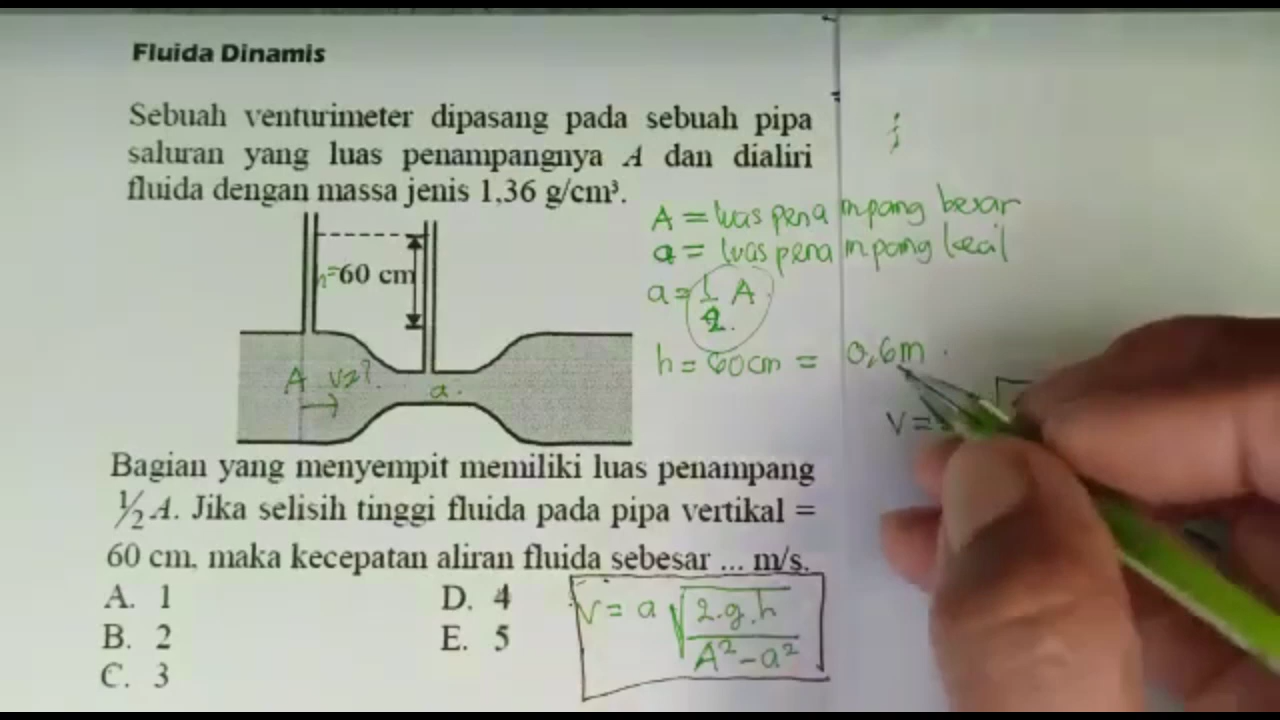 Fluida Dinamis
Sebuah venturimeter dipasang pada sebuah pipa
saluran yang luas penampangnya A dan dialiri
fluida dengan massa jenis 1,36 g/cm³.
h=60 cm
A v=?
a.
A = luas penampang besar
a = luas penampang kecil
a = 1/2 A
h = 60cm = 0,6m
V =
Bagian yang menyempit memiliki luas penampang
½ A. Jika selisih tinggi fluida pada pipa vertikal =
60 cm, maka kecepatan aliran fluida sebesar ... m/s.
A. 1
B. 2
C. 3
D. 4
E. 5
V = a √(2.g.h / A² - a²)